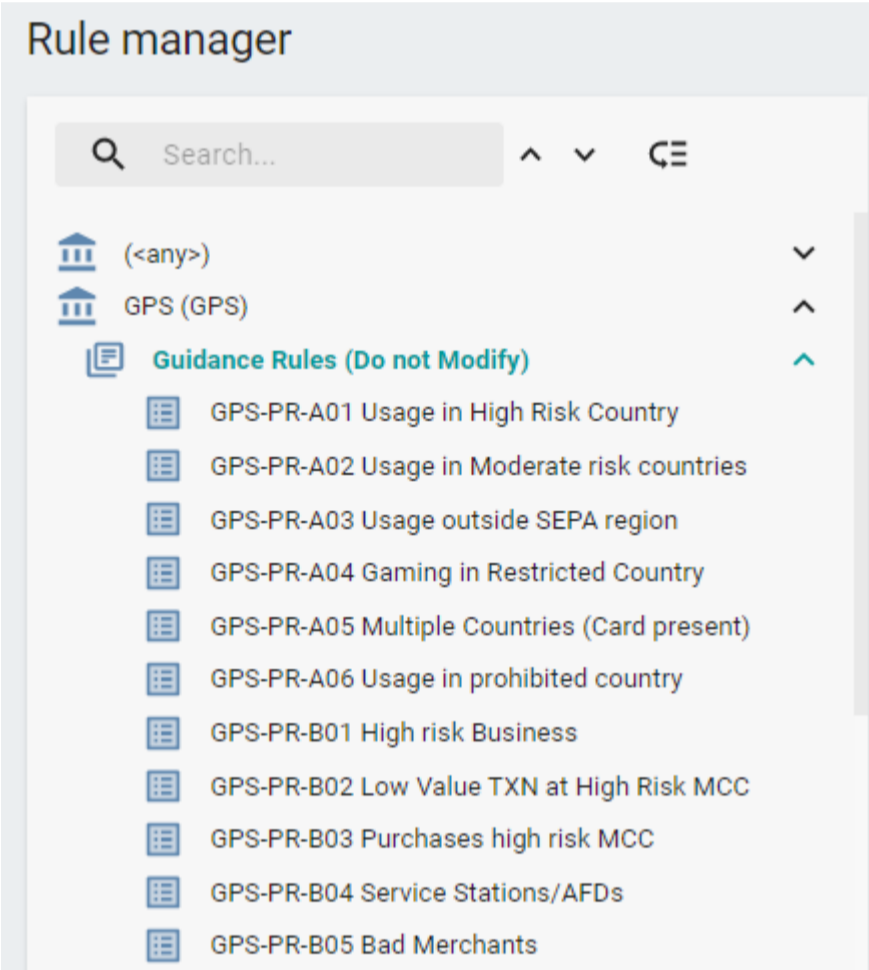 Rule manager
Search...
(<any>)
GPS (GPS)
Guidance Rules (Do not Modify)
GPS-PR-A01 Usage in High Risk Country
GPS-PR-A02 Usage in Moderate risk countries
GPS-PR-A03 Usage outside SEPA region
GPS-PR-A04 Gaming in Restricted Country
GPS-PR-A05 Multiple Countries (Card present)
GPS-PR-A06 Usage in prohibited country
GPS-PR-B01 High risk Business
GPS-PR-B02 Low Value TXN at High Risk MCC
GPS-PR-B03 Purchases high risk MCC
GPS-PR-B04 Service Stations/AFDs
GPS-PR-B05 Bad Merchants